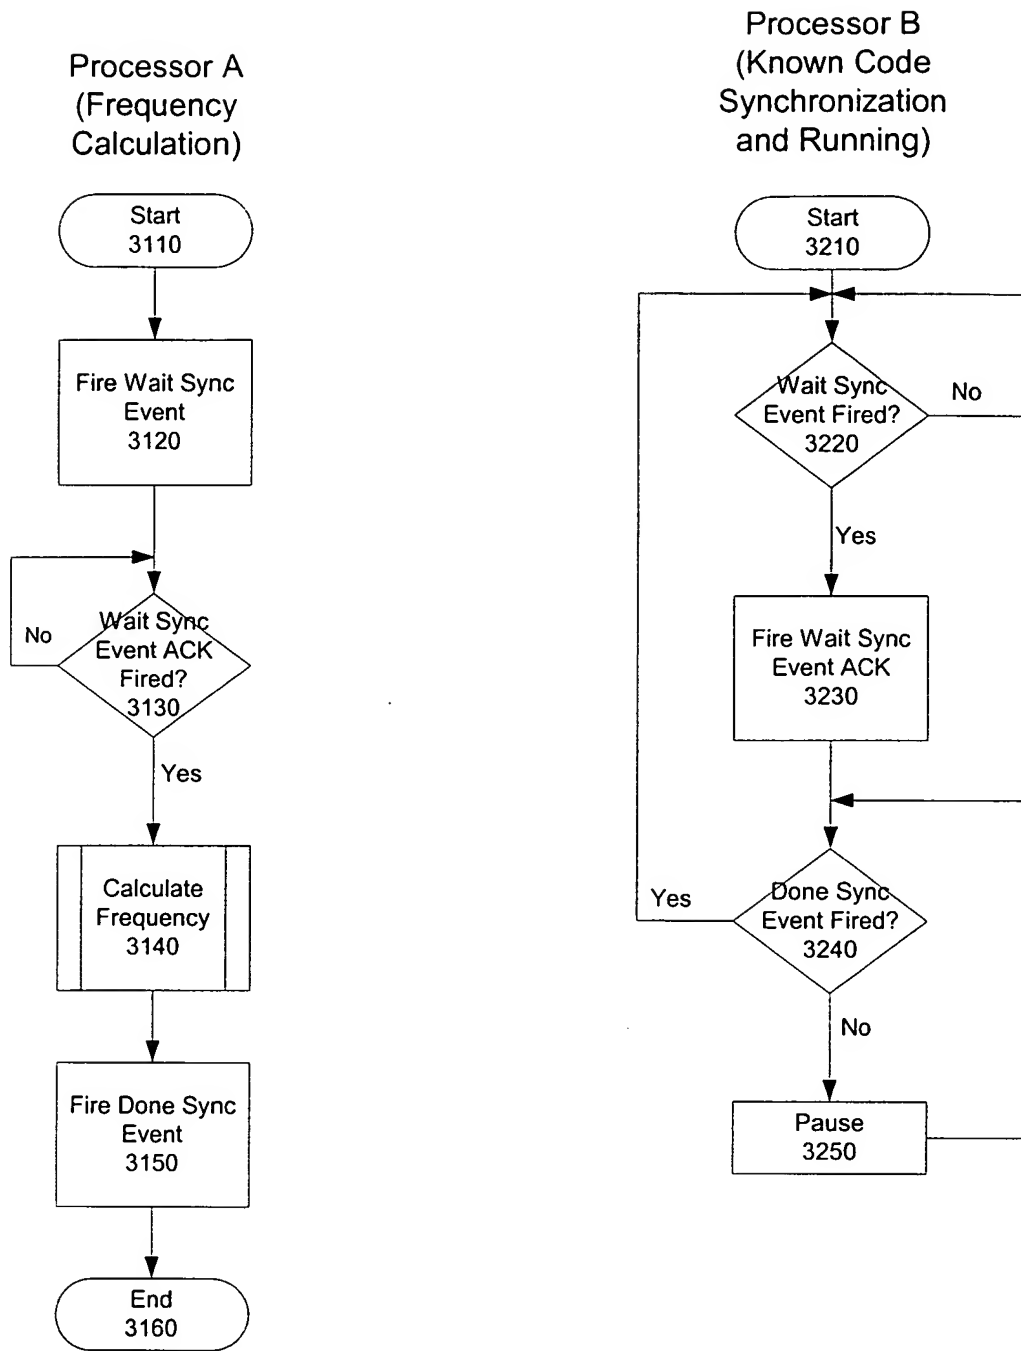 Processor A
(Frequency
Calculation)
Start
3110
Fire Wait Sync
Event
3120
No
Wait Sync
Event ACK
Fired?
3130
Yes
Calculate
Frequency
3140
Fire Done Sync
Event
3150
End
3160
Processor B
(Known Code
Synchronization
and Running)
Start
3210
Wait Sync
Event Fired?
3220
No
Yes
Fire Wait Sync
Event ACK
3230
Yes
Done Sync
Event Fired?
3240
No
Pause
3250